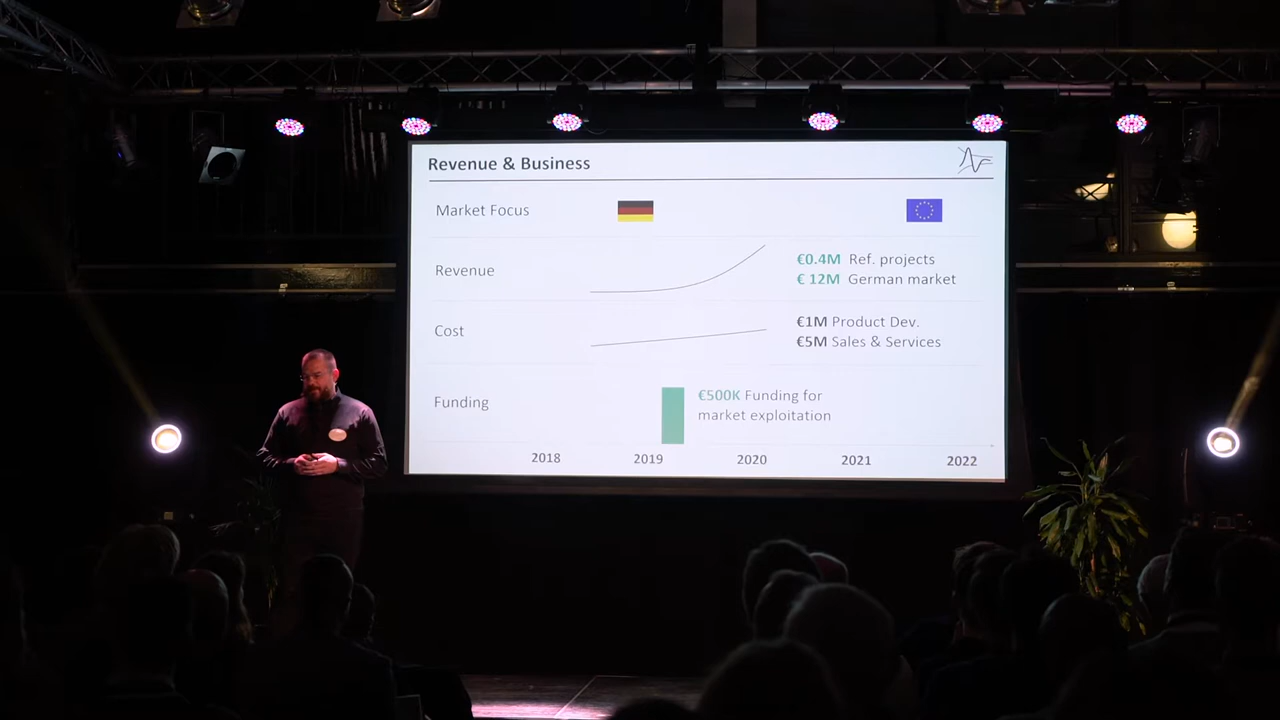 Revenue & Business
Market Focus
Revenue
€0.4M Ref. projects
€ 12M German market
Cost
€1M Product Dev.
€5M Sales & Services
Funding
€500K Funding for
market exploitation
2018 2019 2020 2021 2022